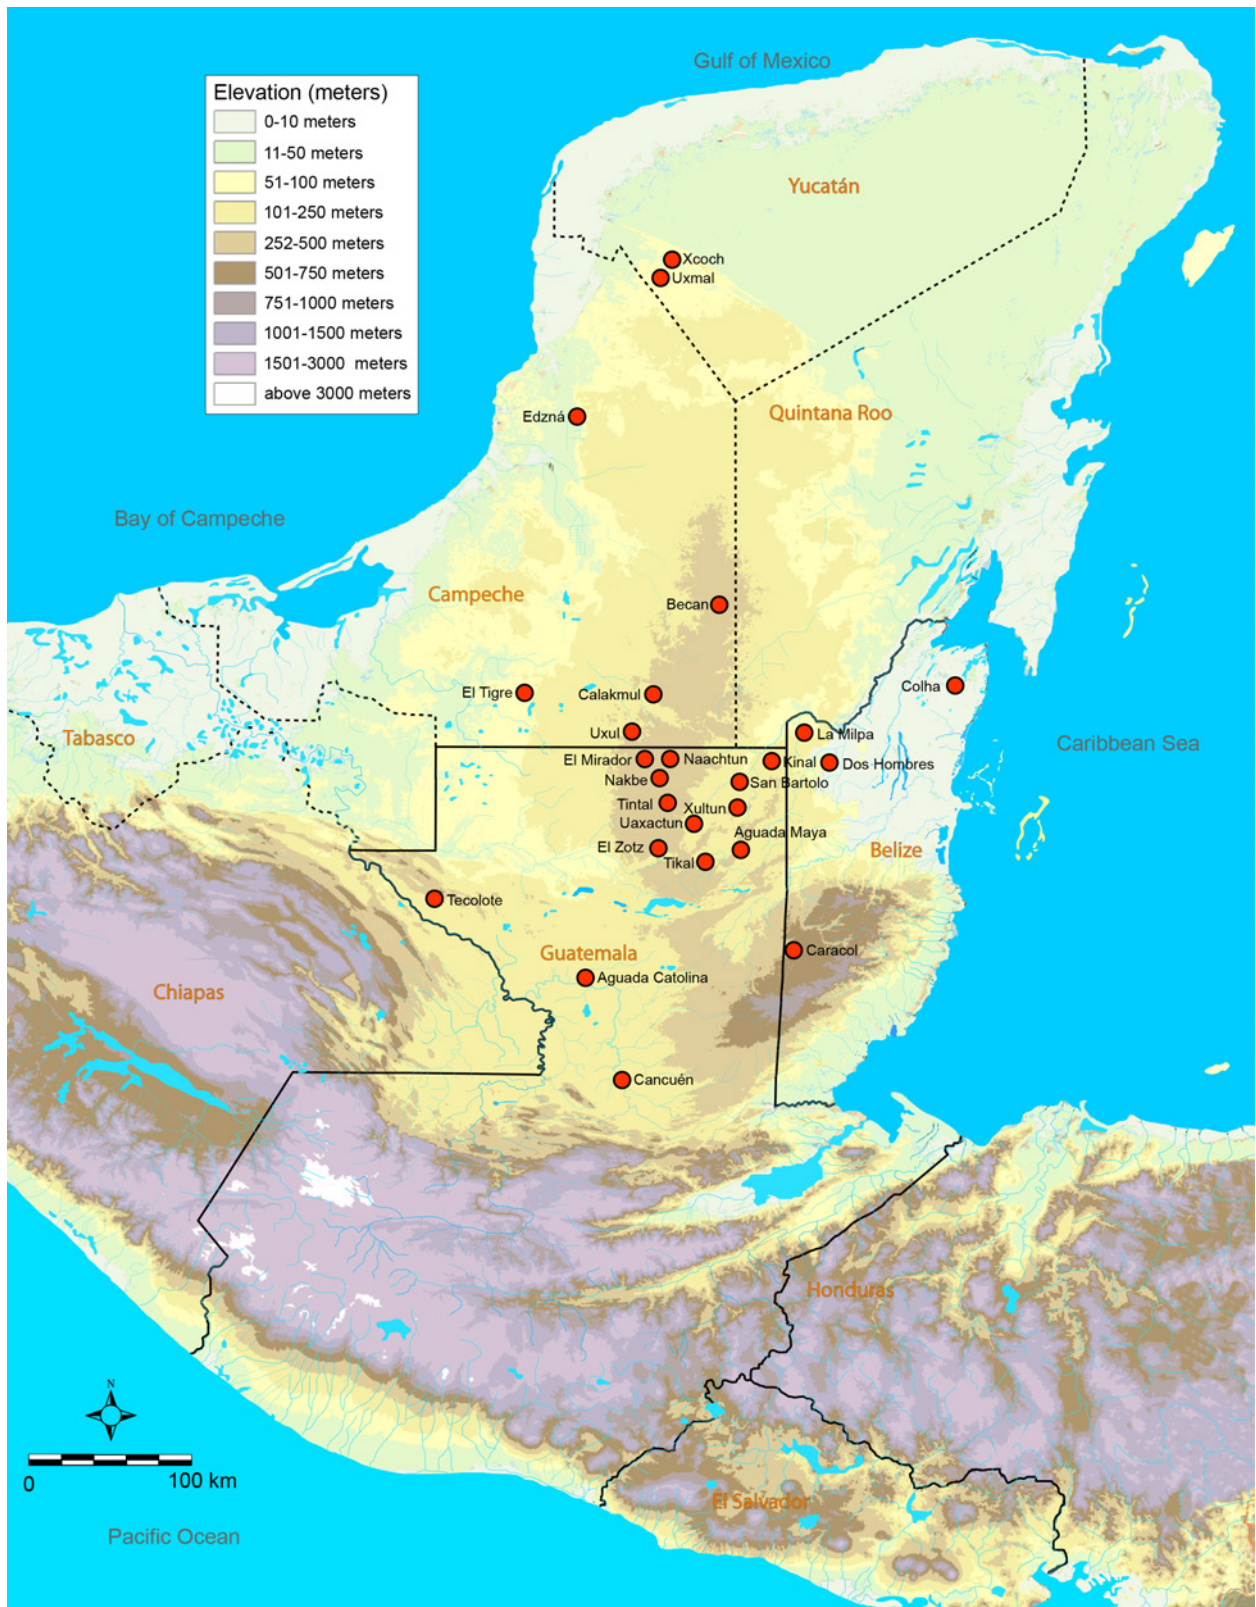 Gulf of Mexico
Elevation (meters)
0-10 meters
11-50 meters
51-100 meters
101-250 meters
252-500 meters
501-750 meters
751-1000 meters
1001-1500 meters
1501-3000 meters
above 3000 meters
Yucatán
Xcoch
Uxmal
Edzná
Quintana Roo
Bay of Campeche
Campeche
Becan
El Tigre
Calakmul
Colha
Uxul
La Milpa
Tabasco
Caribbean Sea
El Mirador
Naachtun
Kinal
Dos Hombres
Nakbe
San Bartolo
Tintal
Xultun
Uaxactun
Aguada Maya
El Zotz
Tikal
Belize
Tecolote
Guatemala
Caracol
Aguada Catolina
Chiapas
Cancuén
Honduras
N
0
100 km
El Salvador
Pacific Ocean